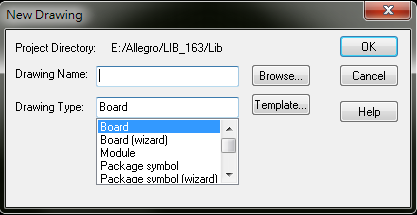 New Drawing
Project Directory: E:/Allegro/LIB_163/Lib
OK
Drawing Name:
Browse...
Cancel
Drawing Type: Board
Template...
Help
Board
Board (wizard)
Module
Package symbol
Package symbol (wizard)